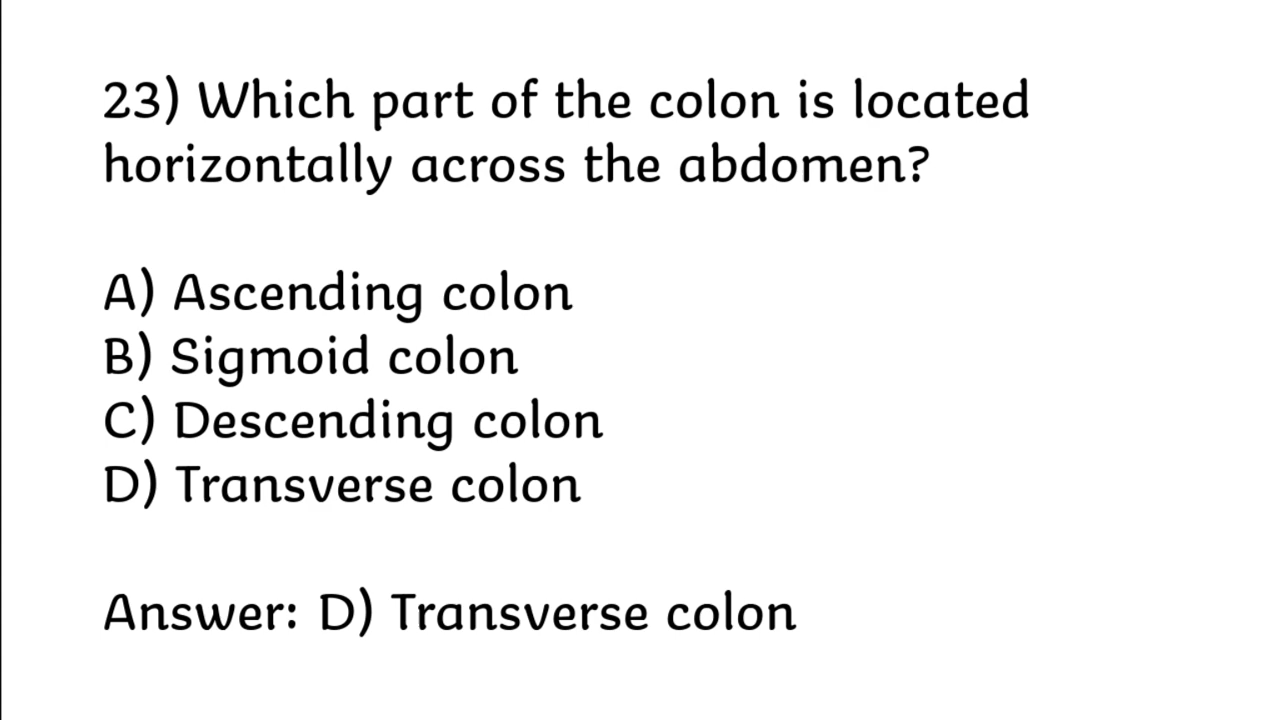 23) Which part of the colon is located
horizontally across the abdomen?
A) Ascending colon
B) Sigmoid colon
C) Descending colon
D) Transverse colon
Answer: D) Transverse colon